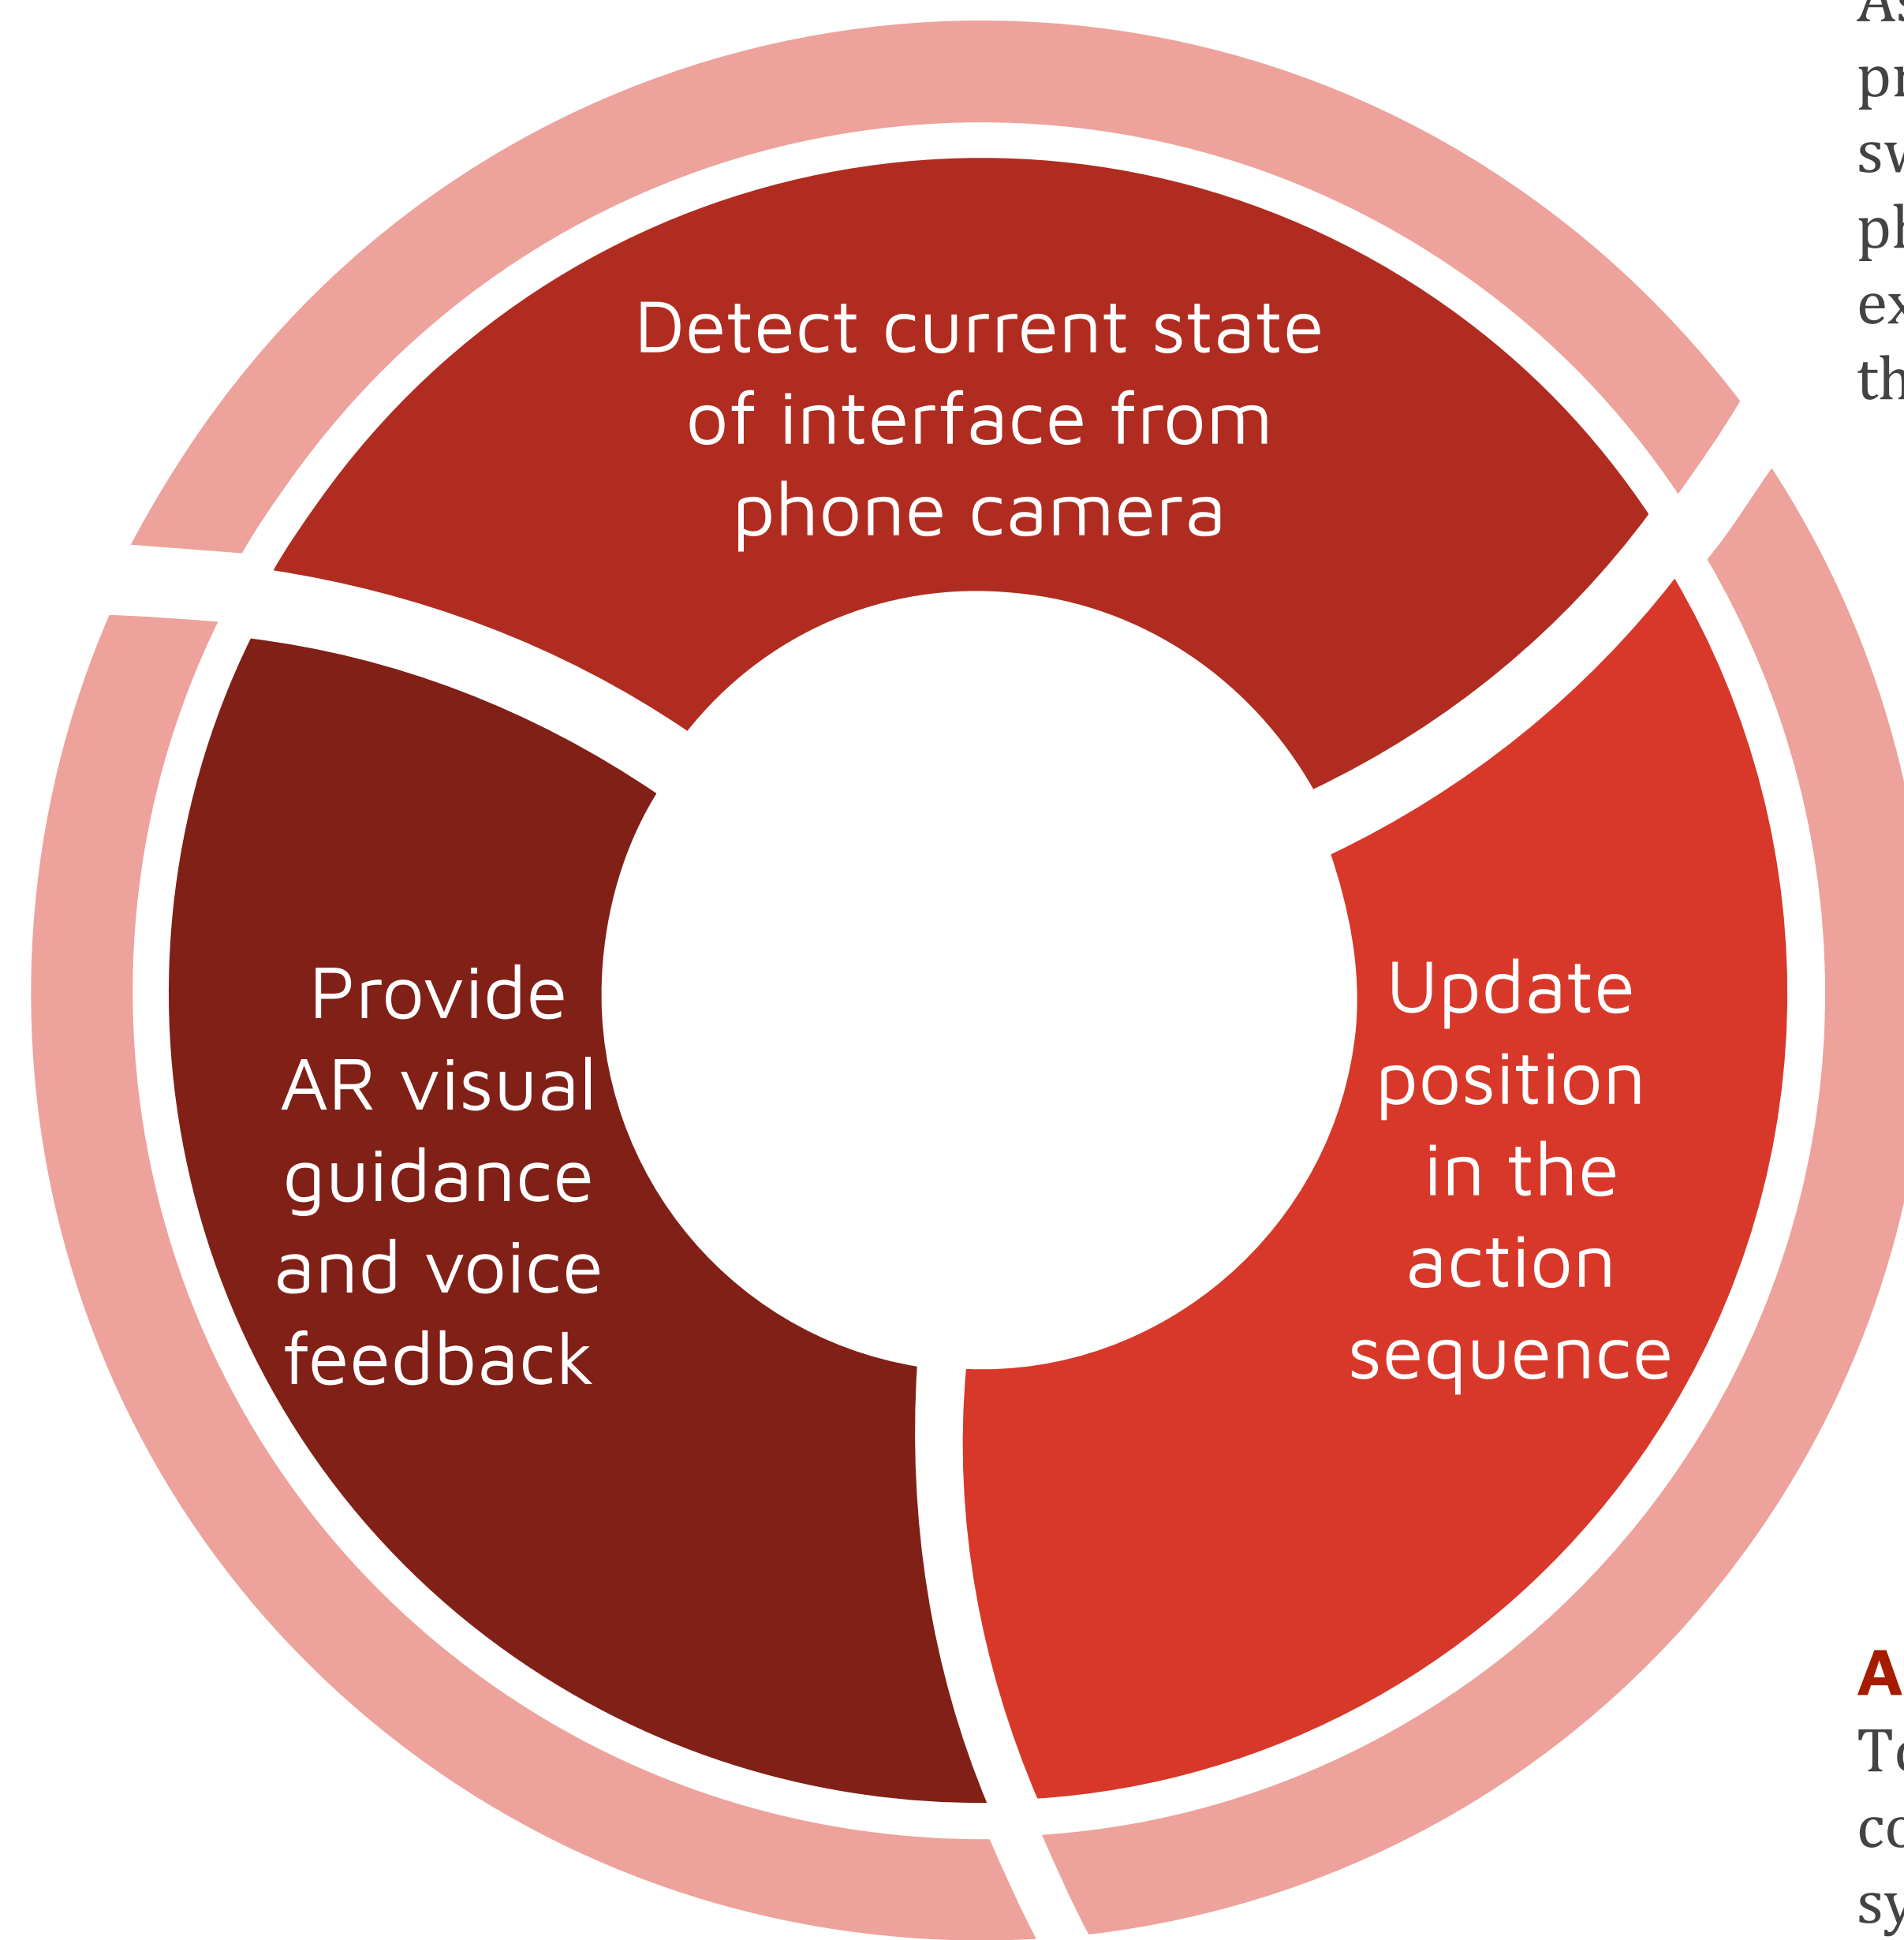 Detect current state
of interface from
phone camera
Provide
AR visual
guidance
and voice
feedback
Update
position
in the
action
sequence